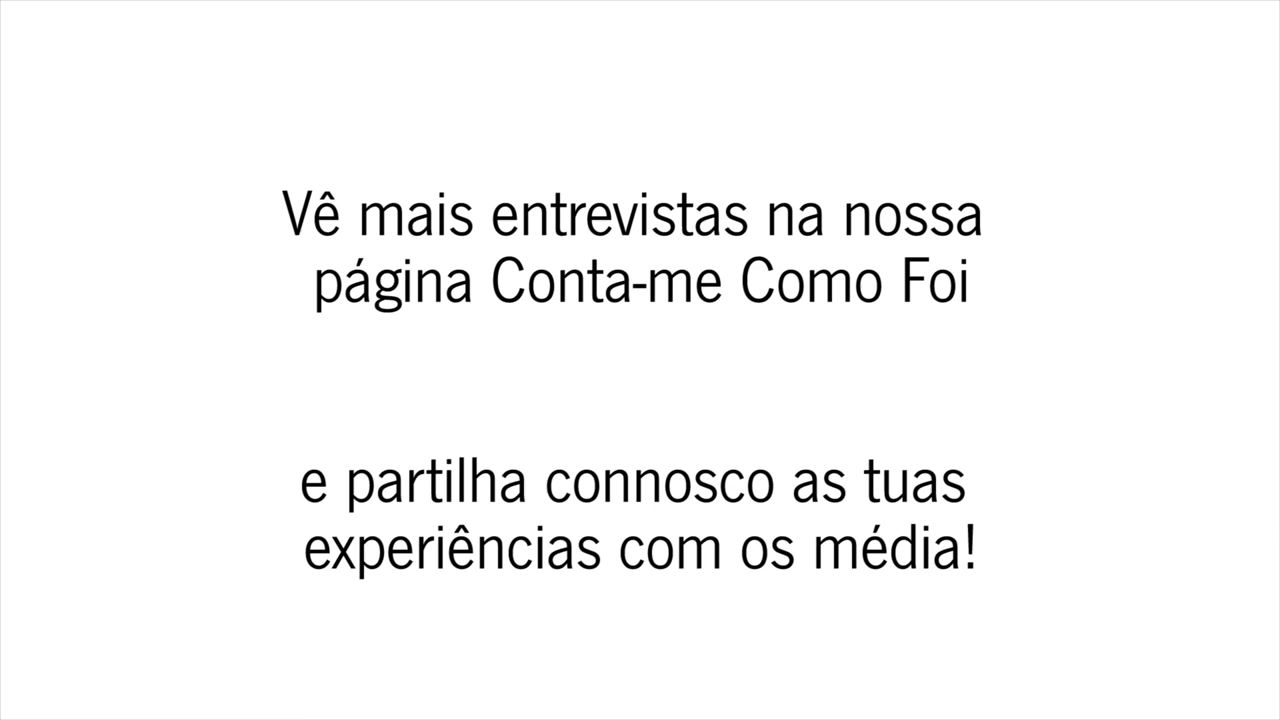 Vê mais entrevistas na nossa
página Conta-me Como Foi
e partilha connosco as tuas
experiências com os média!